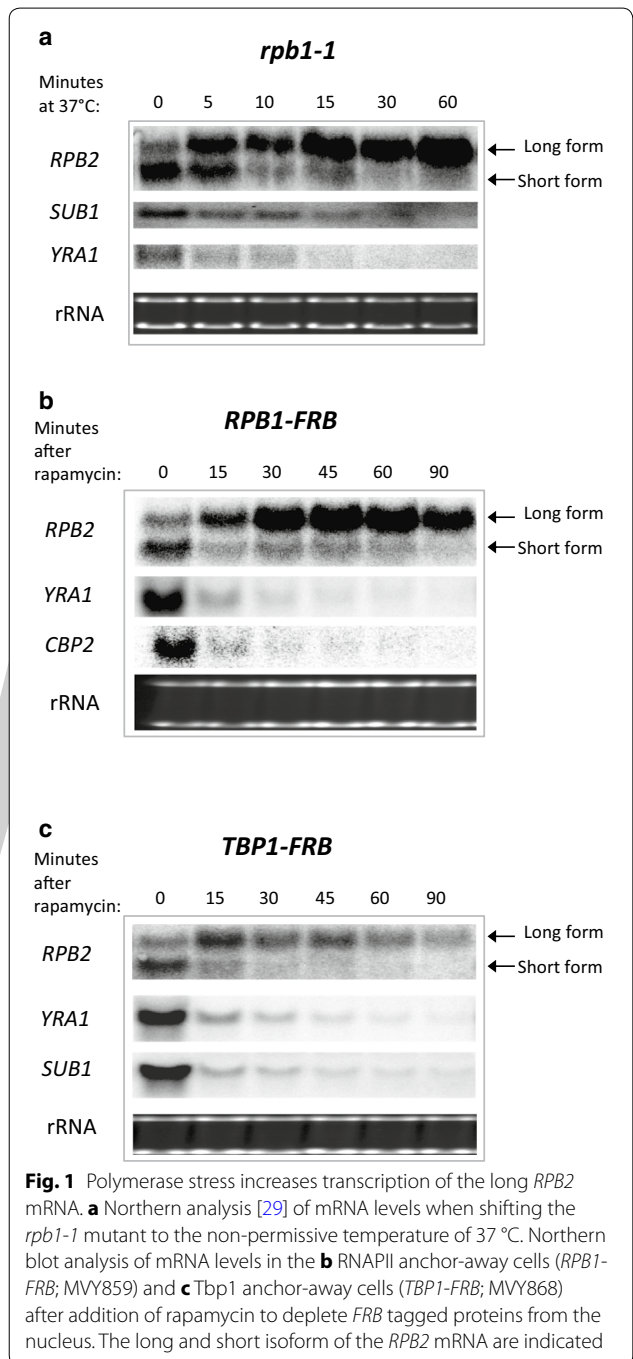 a
rpb1-1
Minutes
at 37°C: 0 5 10 15 30 60
RPB2
Long form
Short form
SUB1
YRA1
rRNA
b
RPB1-FRB
Minutes
after
rapamycin: 0 15 30 45 60 90
RPB2
Long form
Short form
YRA1
CBP2
rRNA
c
TBP1-FRB
Minutes
after
rapamycin: 0 15 30 45 60 90
RPB2
Long form
Short form
YRA1
SUB1
rRNA
Fig. 1 Polymerase stress increases transcription of the long RPB2
mRNA. a Northern analysis [29] of mRNA levels when shifting the
rpb1-1 mutant to the non-permissive temperature of 37 °C. Northern
blot analysis of mRNA levels in the b RNAPII anchor-away cells (RPB1-
FRB; MVY859) and c Tbp1 anchor-away cells (TBP1-FRB; MVY868)
after addition of rapamycin to deplete FRB tagged proteins from the
nucleus. The long and short isoform of the RPB2 mRNA are indicated